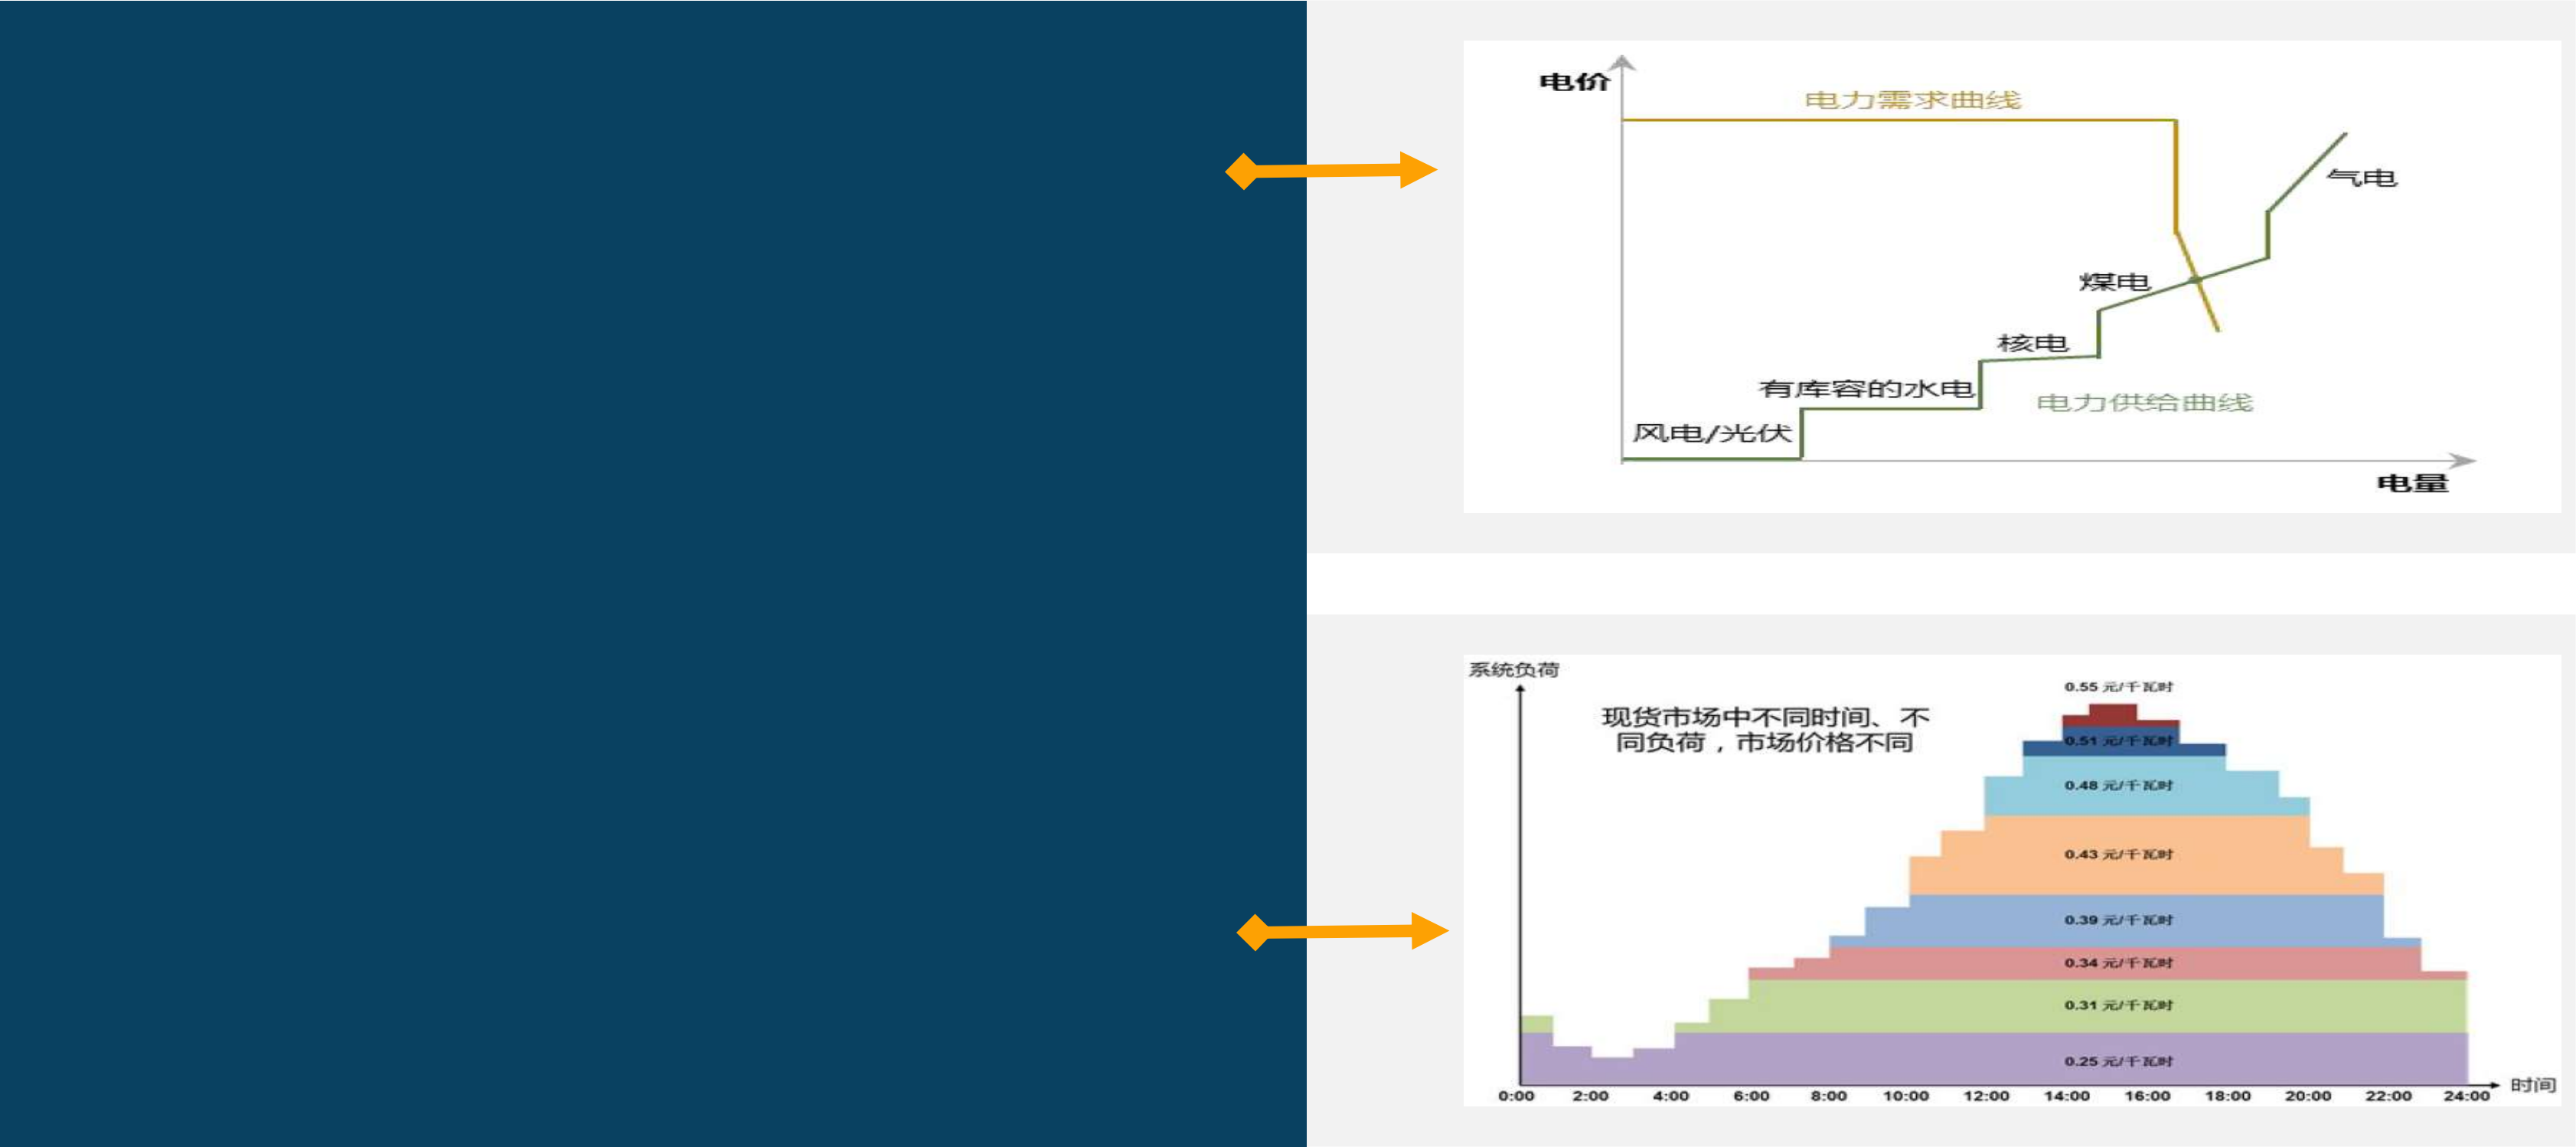 电价
电力需求曲线
气电
煤电
核电
有库容的水电
电力供给曲线
风电/光伏
电量
系统负荷
现货市场中不同时间、不
同负荷，市场价格不同
0.55 元/千瓦时
0.51 元/千瓦时
0.48 元/千瓦时
0.43 元/千瓦时
0.39 元/千瓦时
0.34 元/千瓦时
0.31 元/千瓦时
0.25 元/千瓦时
0:00 2:00 4:00 6:00 8:00 10:00 12:00 14:00 16:00 18:00 20:00 22:00 24:00 时间